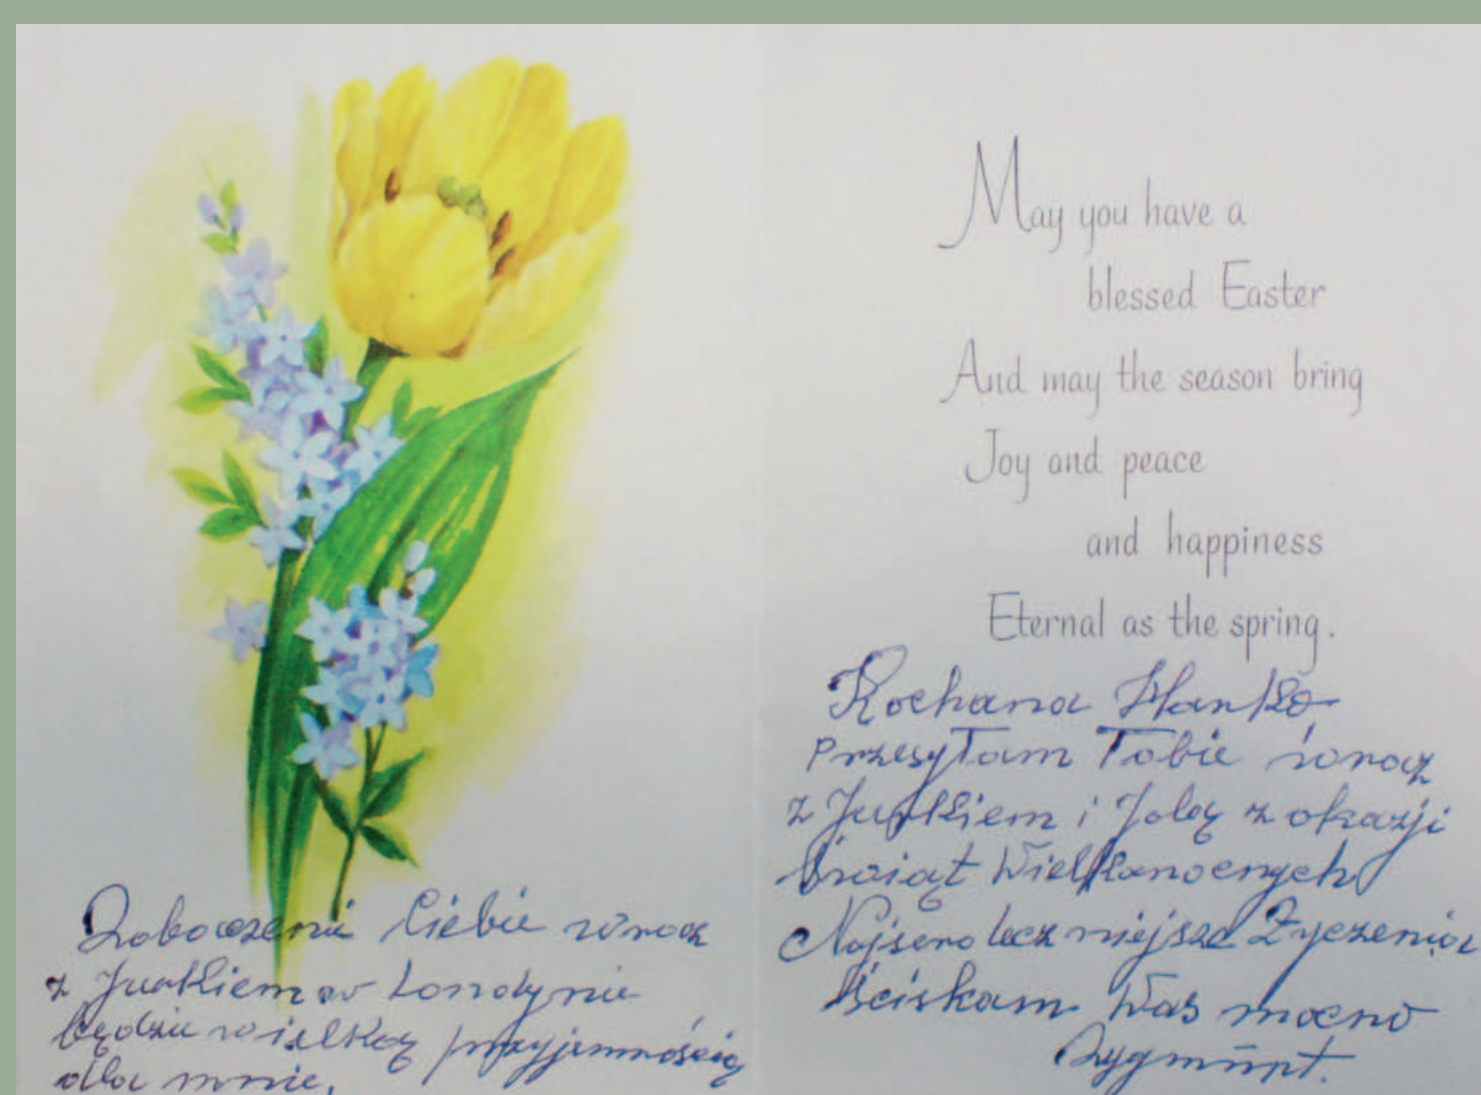 May you have a
blessed Easter
And may the season bring
Joy and peace
and happiness
Eternal as the spring.
Kochana Hanko
Przesyłam Tobie wraz
z Jurkiem i Jolą z okazji
Świąt Wielkanocnych
Najserdeczniejsze Życzenia
Ściskam Was mocno
Zygmunt.
Zobaczenie Ciebie wraz
z Jurkiem w Londynie
będzie wielką przyjemnością
dla mnie.